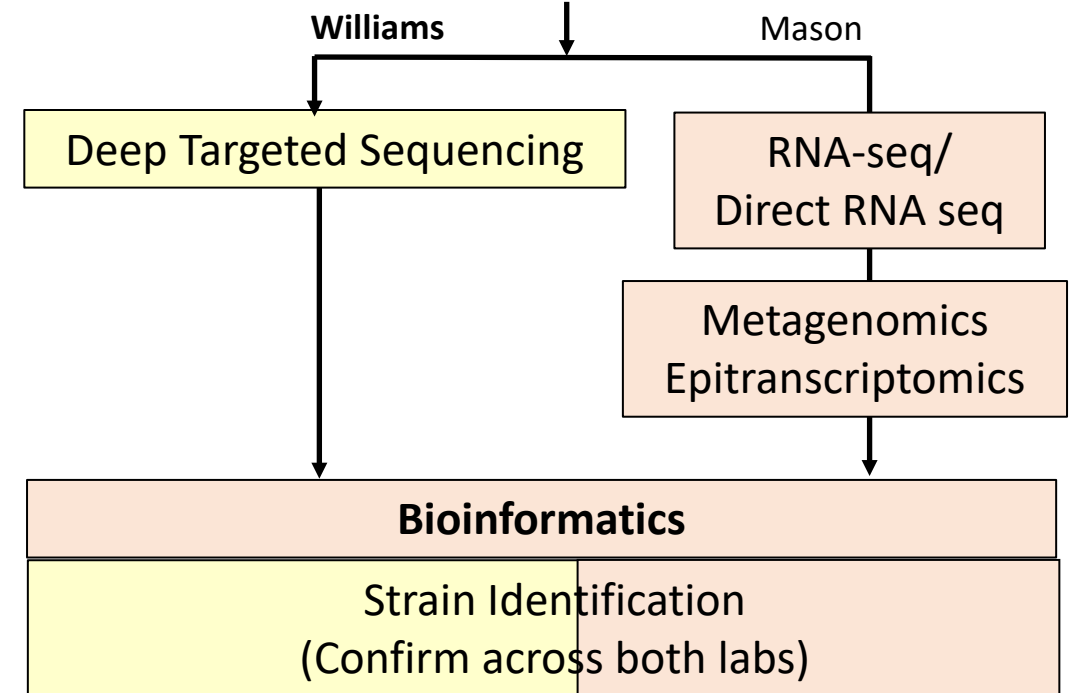 Williams
Mason
Deep Targeted Sequencing
RNA-seq/
Direct RNA seq
Metagenomics
Epitranscriptomics
Bioinformatics
Strain Identification
(Confirm across both labs)